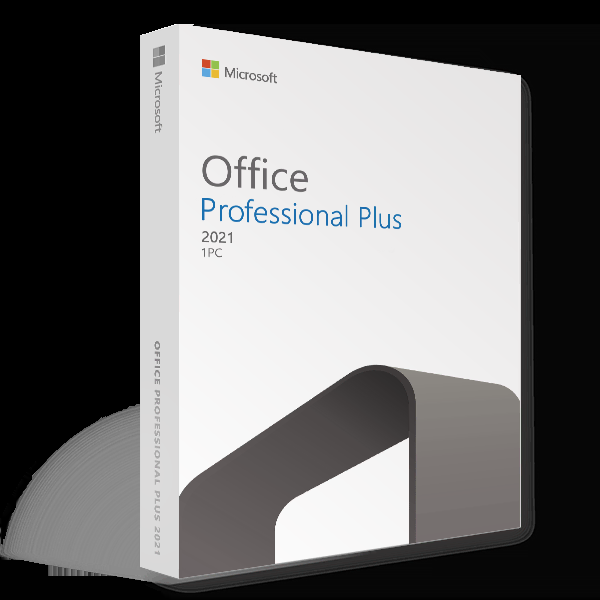 Microsoft
Office
Professional Plus
2021
1PC
Microsoft
OFFICE PROFESSIONAL PLUS 2021